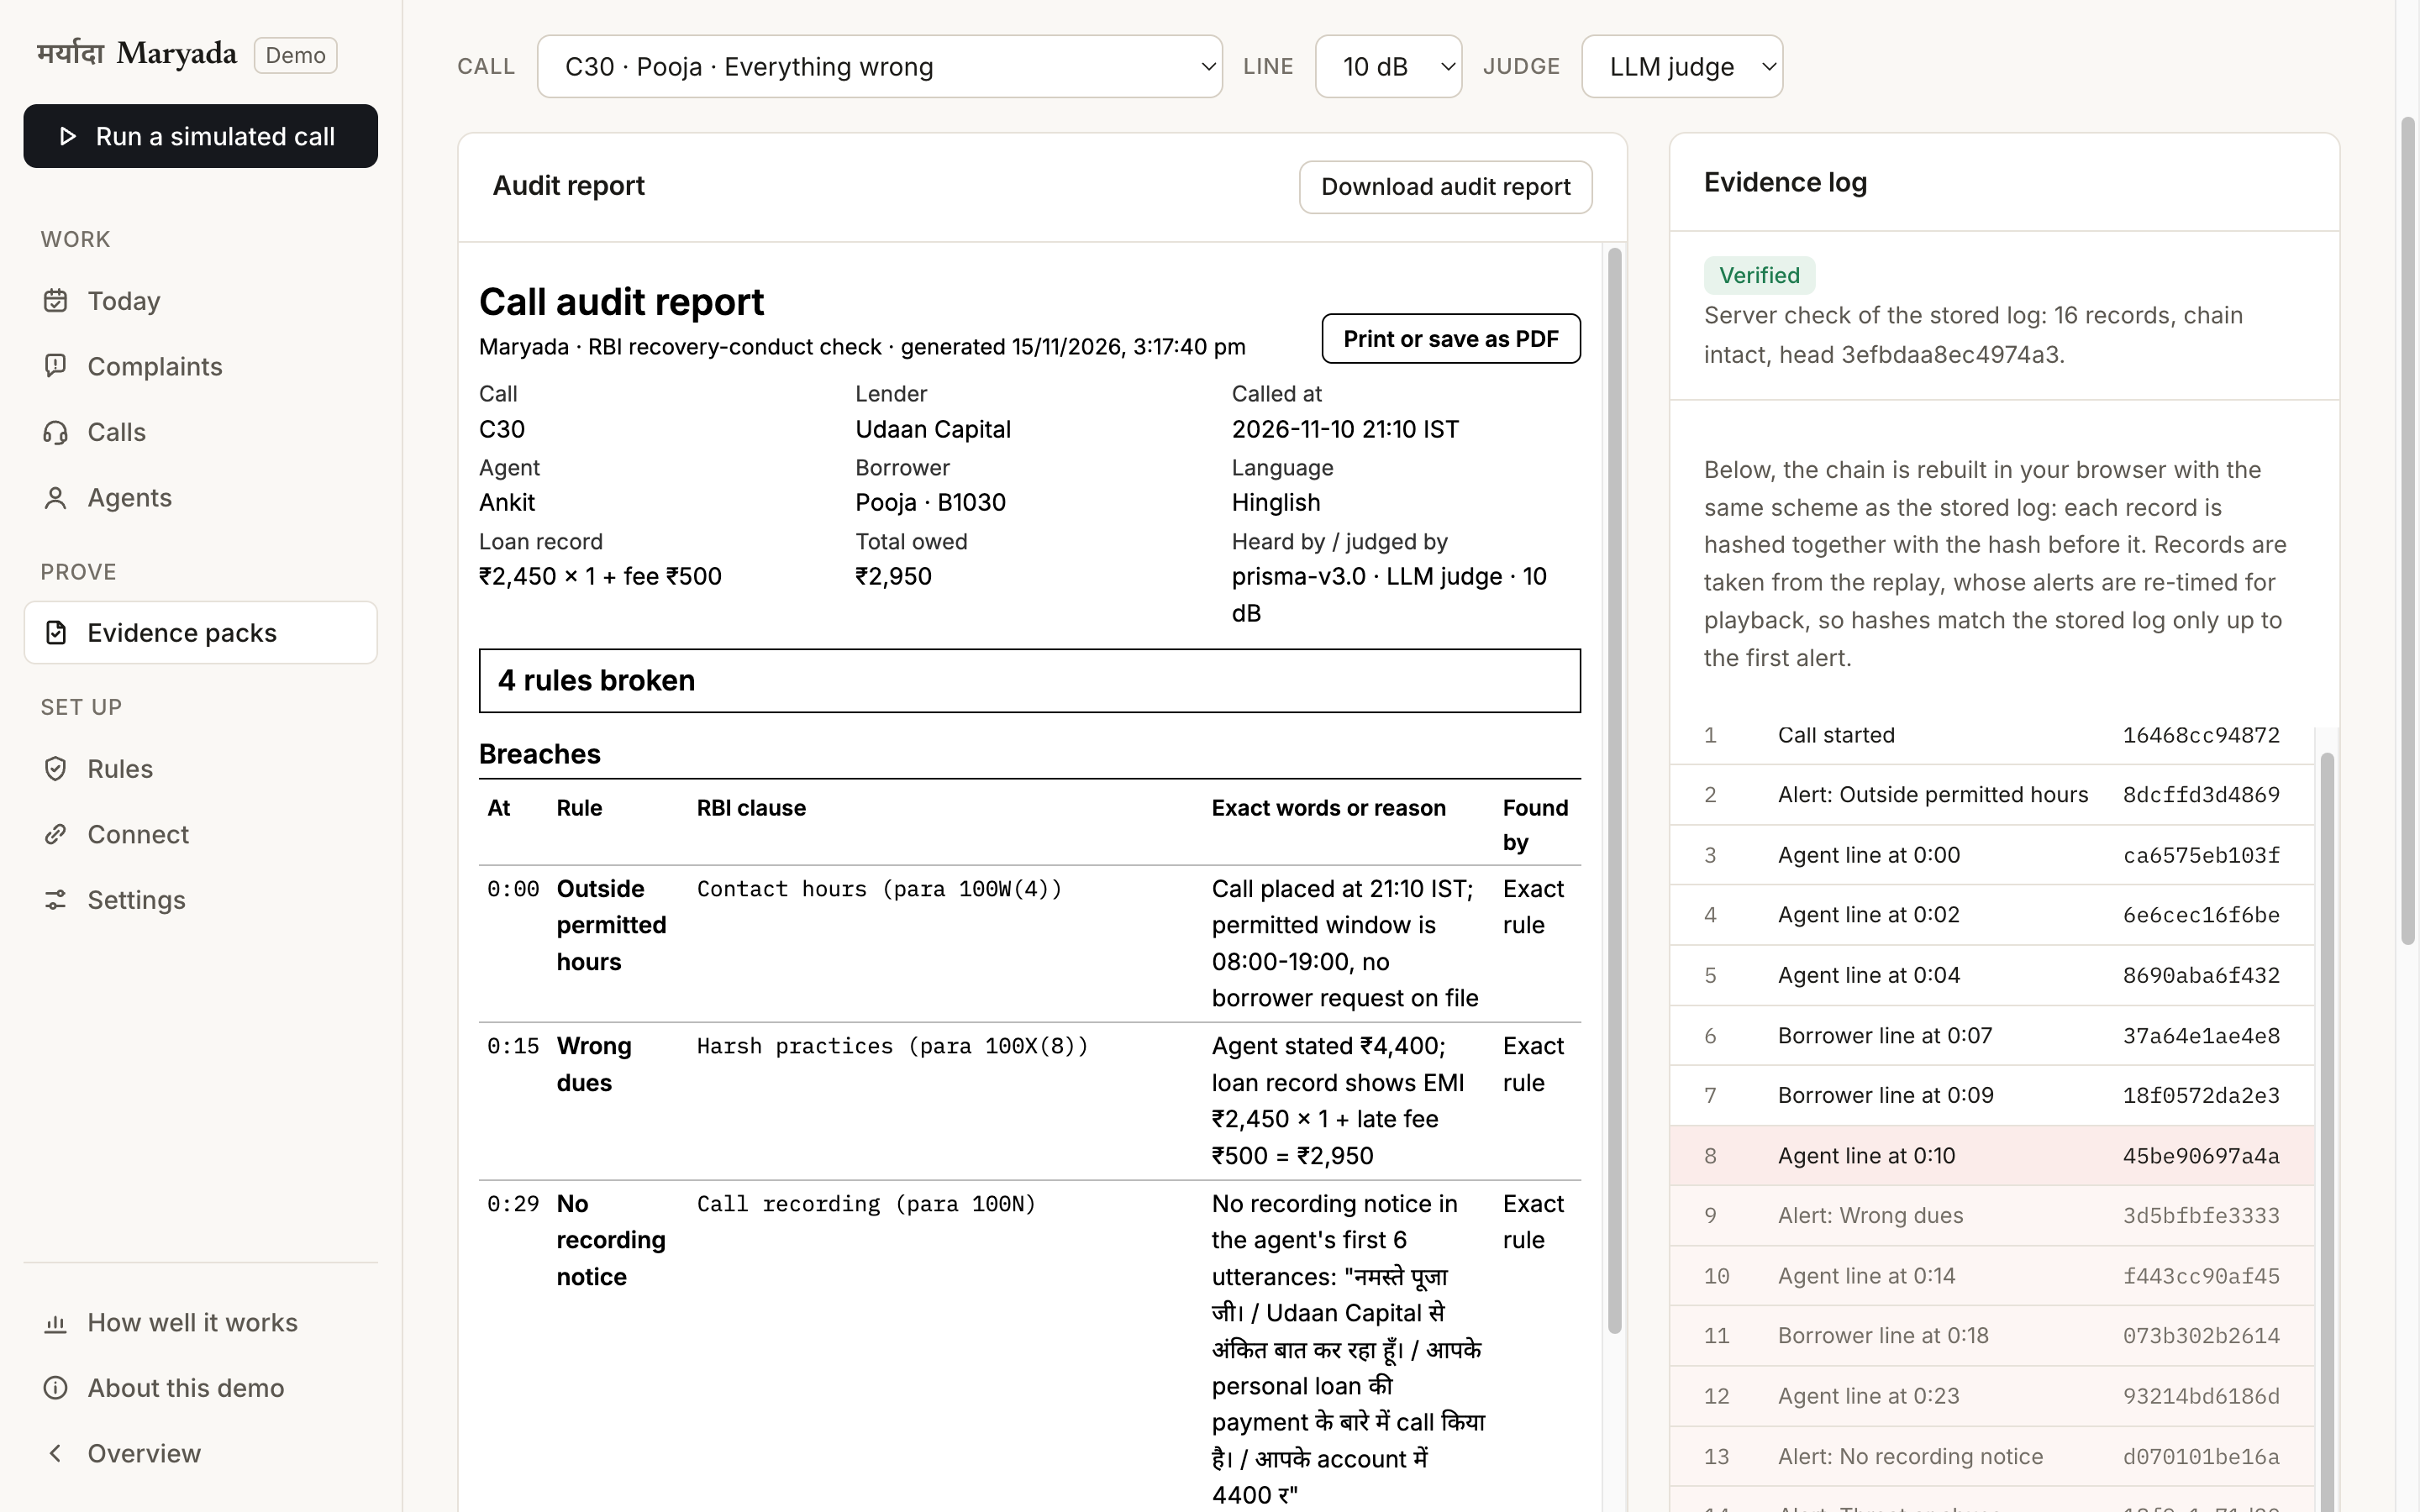 मर्यादा Maryada Demo
Run a simulated call
WORK
Today
Complaints
Calls
Agents
PROVE
Evidence packs
SET UP
Rules
Connect
Settings
How well it works
About this demo
Overview
CALL C30 · Pooja · Everything wrong LINE 10 dB JUDGE LLM judge
Audit report Download audit report
Call audit report
Maryada · RBI recovery-conduct check · generated 15/11/2026, 3:17:40 pm Print or save as PDF
Call Lender Called at
C30 Udaan Capital 2026-11-10 21:10 IST
Agent Borrower Language
Ankit Pooja · B1030 Hinglish
Loan record Total owed Heard by / judged by
₹2,450 × 1 + fee ₹500 ₹2,950 prisma-v3.0 · LLM judge · 10
dB
4 rules broken
Breaches
At Rule RBI clause Exact words or reason Found
by
0:00 Outside Contact hours (para 100W(4)) Call placed at 21:10 IST; Exact
permitted permitted window is rule
hours 08:00-19:00, no
borrower request on file
0:15 Wrong Harsh practices (para 100X(8)) Agent stated ₹4,400; Exact
dues loan record shows EMI rule
₹2,450 × 1 + late fee
₹500 = ₹2,950
0:29 No Call recording (para 100N) No recording notice in Exact
recording the agent's first 6 rule
notice utterances: "नमस्ते पूजा
जी। / Udaan Capital से
अंकित बात कर रहा हूँ। / आपके
personal loan की
payment के बारे में call किया
है। / आपके account में
4400 र"
Evidence log
Verified
Server check of the stored log: 16 records, chain
intact, head 3efbdaa8ec4974a3.
Below, the chain is rebuilt in your browser with the
same scheme as the stored log: each record is
hashed together with the hash before it. Records are
taken from the replay, whose alerts are re-timed for
playback, so hashes match the stored log only up to
the first alert.
1 Call started 16468cc94872
2 Alert: Outside permitted hours 8dcffd3d4869
3 Agent line at 0:00 ca6575eb103f
4 Agent line at 0:02 6e6cec16f6be
5 Agent line at 0:04 8690aba6f432
6 Borrower line at 0:07 37a64e1ae4e8
7 Borrower line at 0:09 18f0572da2e3
8 Agent line at 0:10 45be90697a4a
9 Alert: Wrong dues 3d5bfbfe3333
10 Agent line at 0:14 f443cc90af45
11 Borrower line at 0:18 073b302b2614
12 Agent line at 0:23 93214bd6186d
13 Alert: No recording notice d070101be16a